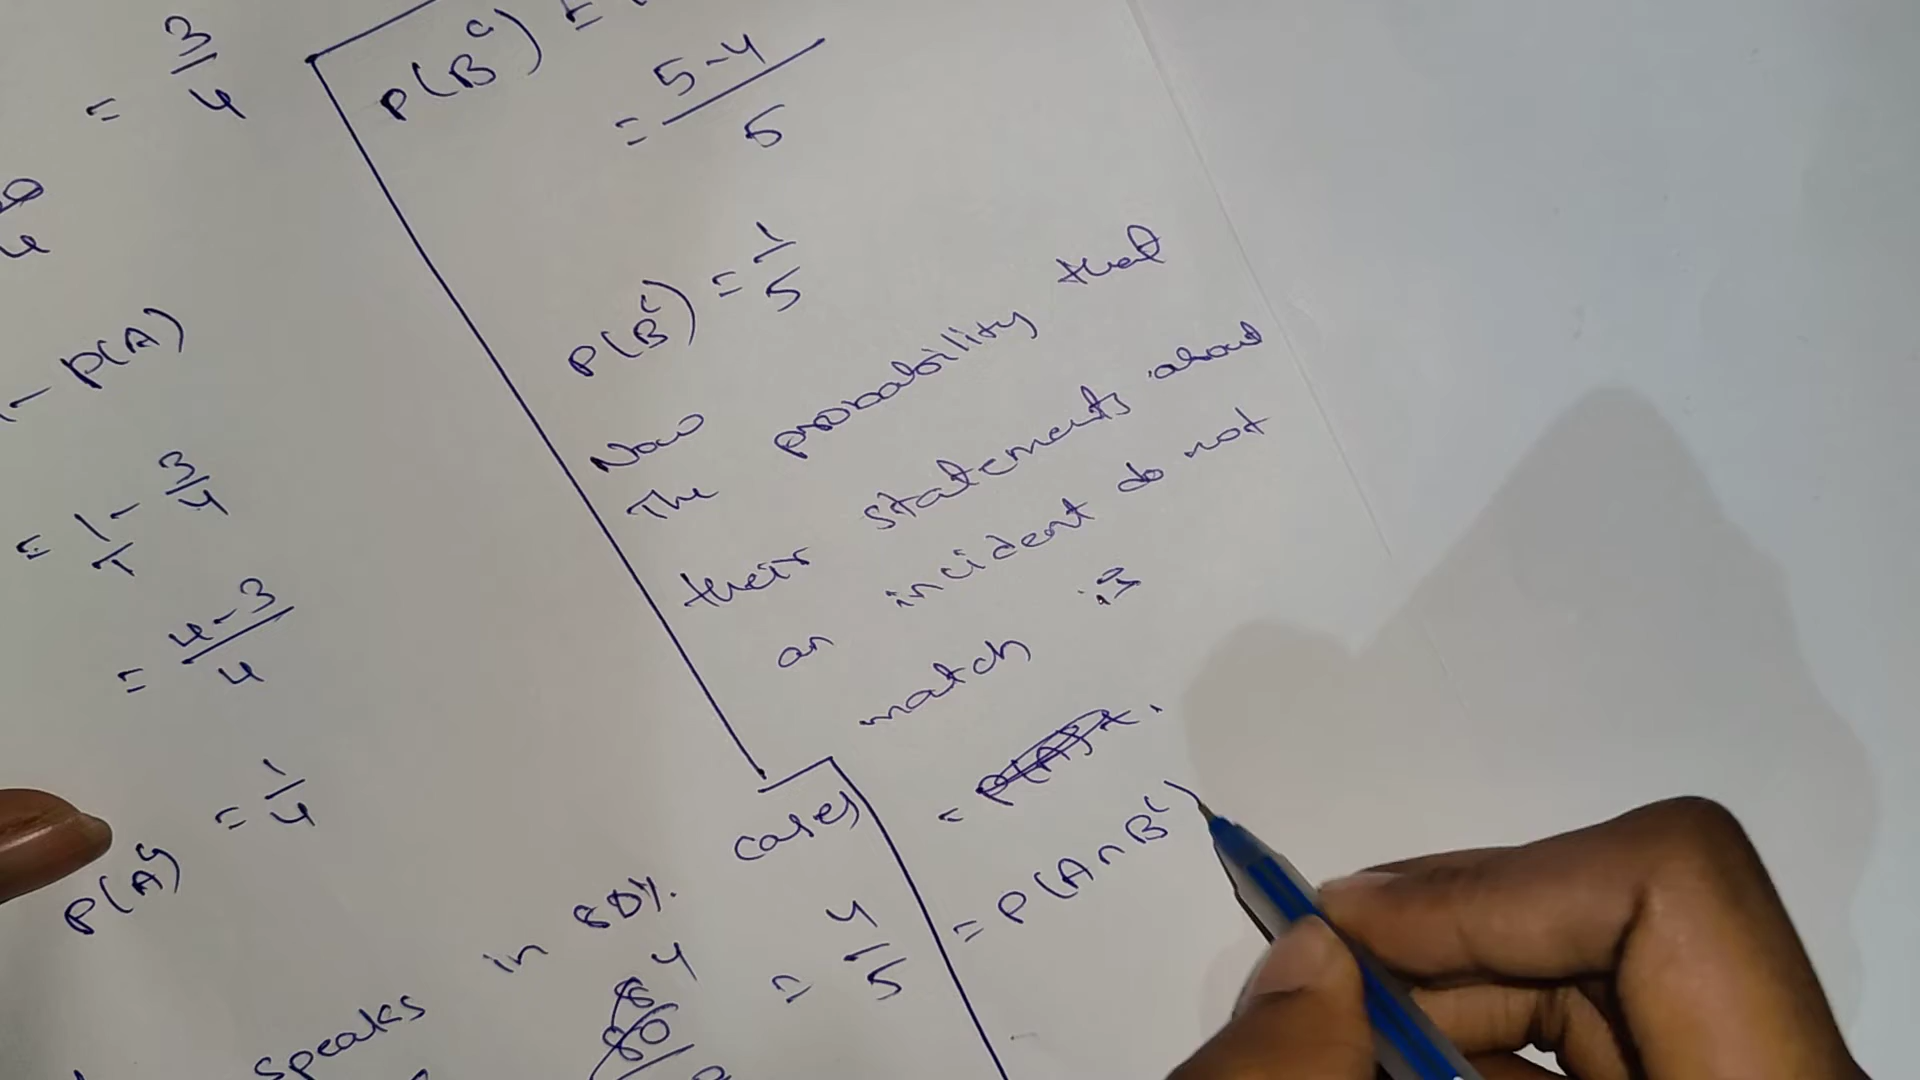 = 3/4
- P(A)
= 1/1 - 3/4
= 4-3/4
P(A^c) = 1/4
speaks in 80% cases
= 4/5
P(B^c) =
= 5-4/5
P(B^c) = 1/5
Now
The probability that
their statements about
an incident do not
match is
=
= P(A∩B^c)